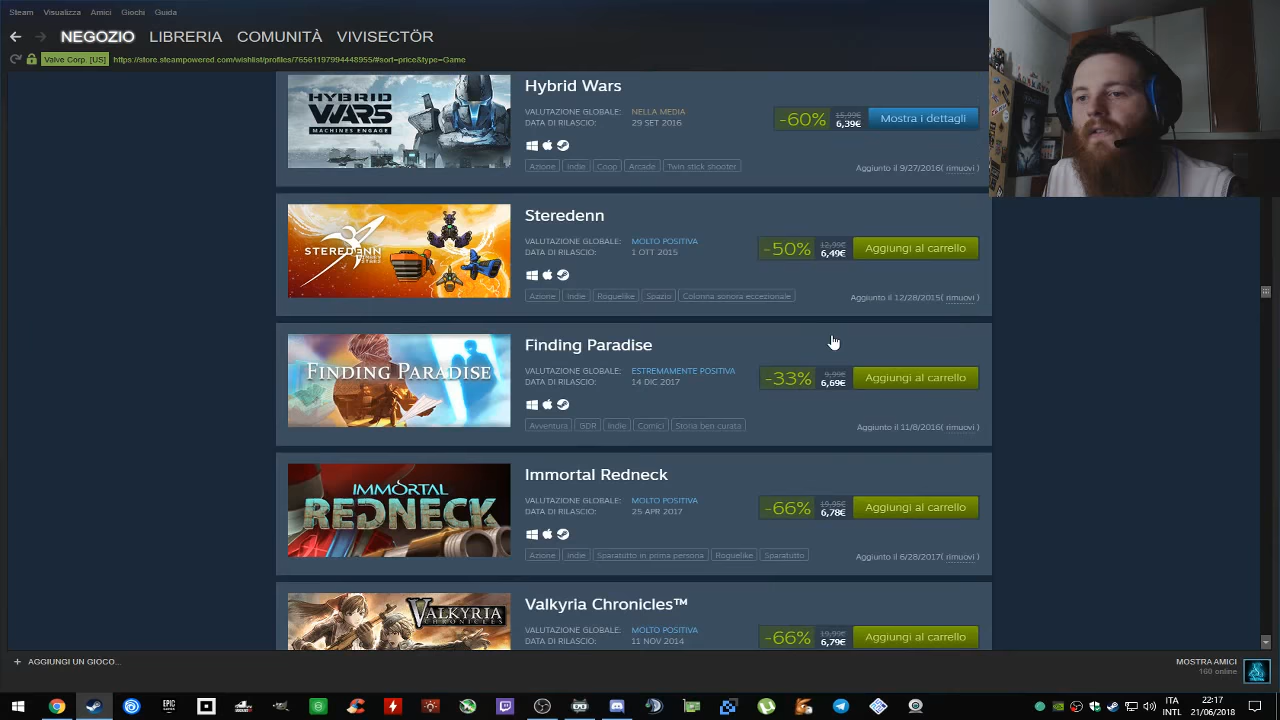 Steam Visualizza Amici Giochi Guida
NEGOZIO LIBRERIA COMUNITÀ VIVISECTÖR
Valve Corp. [US] https://store.steampowered.com/wishlist/profiles/76561197994448955/#sort=price&type=Game
HYBRID
WARS
MACHINES ENGAGE
Hybrid Wars
VALUTAZIONE GLOBALE: NELLA MEDIA
DATA DI RILASCIO: 29 SET 2016
-60% 15,99€ 6,39€ Mostra i dettagli
Azione Indie Coop Arcade Twin stick shooter
Aggiunto il 9/27/2016( rimuovi )
STEREDENN
Steredenn
VALUTAZIONE GLOBALE: MOLTO POSITIVA
DATA DI RILASCIO: 1 OTT 2015
-50% 12,99€ 6,49€ Aggiungi al carrello
Azione Indie Roguelike Spazio Colonna sonora eccezionale
Aggiunto il 12/28/2015( rimuovi )
FINDING PARADISE
Finding Paradise
VALUTAZIONE GLOBALE: ESTREMAMENTE POSITIVA
DATA DI RILASCIO: 14 DIC 2017
-33% 9,99€ 6,69€ Aggiungi al carrello
Avventura GDR Indie Comici Storia ben curata
Aggiunto il 11/8/2016( rimuovi )
IMMORTAL
REDNECK
Immortal Redneck
VALUTAZIONE GLOBALE: MOLTO POSITIVA
DATA DI RILASCIO: 25 APR 2017
-66% 19,95€ 6,78€ Aggiungi al carrello
Azione Indie Sparatutto in prima persona Roguelike Sparatutto
Aggiunto il 6/28/2017( rimuovi )
VALKYRIA
CHRONICLES
Valkyria Chronicles™
VALUTAZIONE GLOBALE: MOLTO POSITIVA
DATA DI RILASCIO: 11 NOV 2014
-66% 19,99€ 6,79€ Aggiungi al carrello
+ AGGIUNGI UN GIOCO...
MOSTRA AMICI
160 online
EPIC
GAMES
ITA
INTL
22:17
21/06/2018